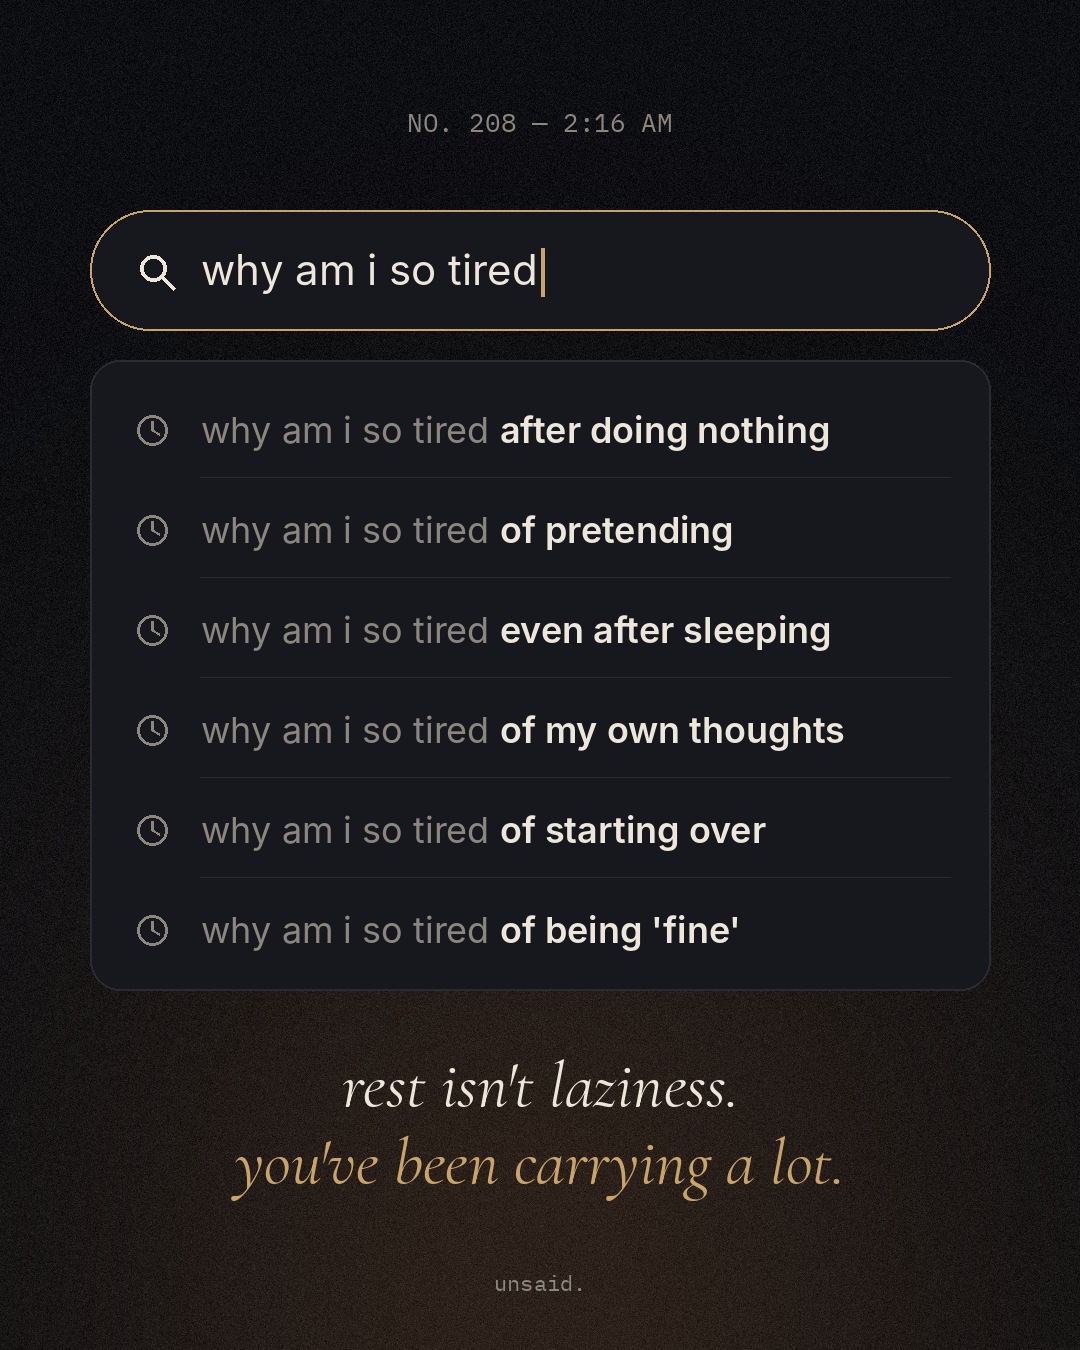 NO. 208 — 2:16 AM
why am i so tired
why am i so tired after doing nothing
why am i so tired of pretending
why am i so tired even after sleeping
why am i so tired of my own thoughts
why am i so tired of starting over
why am i so tired of being 'fine'
rest isn't laziness.
you've been carrying a lot.
unsaid.